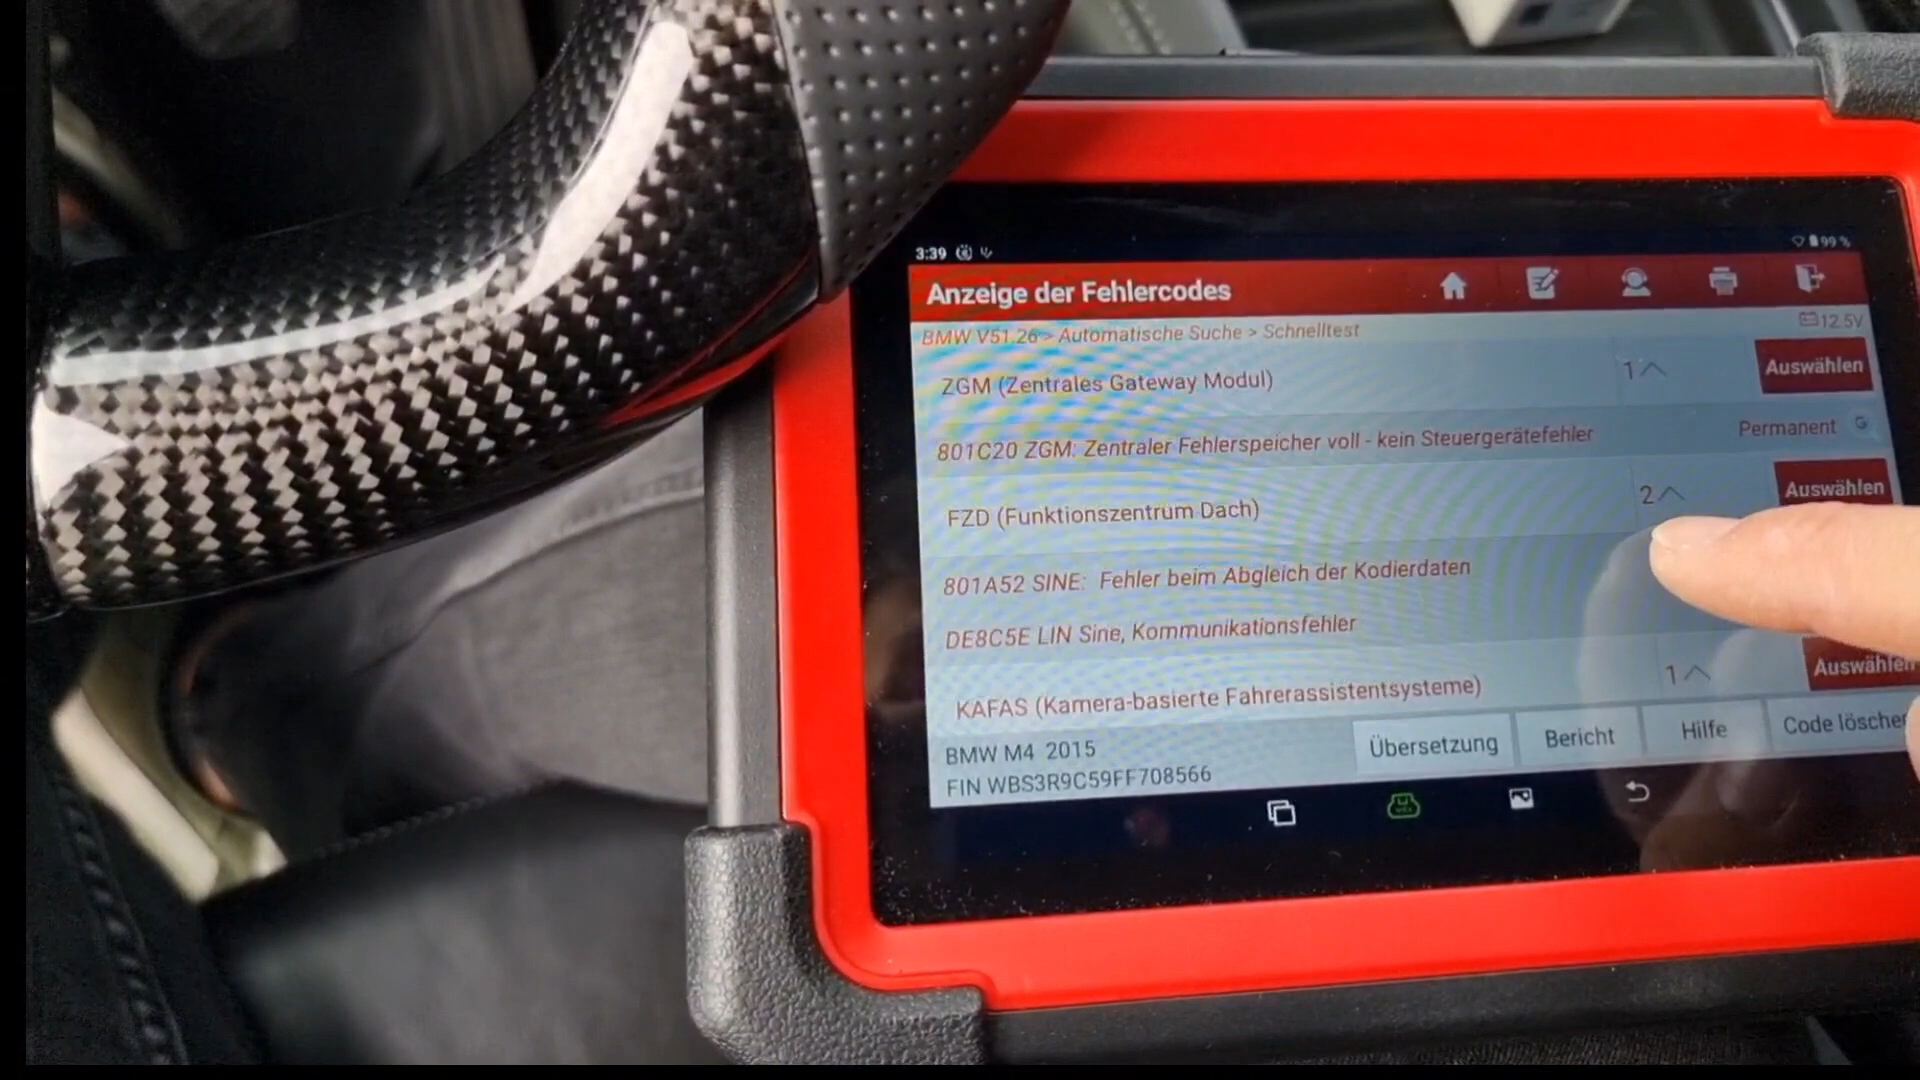 3:39
99 %
Anzeige der Fehlercodes
BMW V51.26 > Automatische Suche > Schnelltest
12.5V
ZGM (Zentrales Gateway Modul)
1
Auswählen
801C20 ZGM: Zentraler Fehlerspeicher voll - kein Steuergerätefehler
Permanent
FZD (Funktionszentrum Dach)
2
Auswählen
801A52 SINE: Fehler beim Abgleich der Kodierdaten
DE8C5E LIN Sine, Kommunikationsfehler
KAFAS (Kamera-basierte Fahrerassistentsysteme)
1
Auswählen
BMW M4 2015
FIN WBS3R9C59FF708566
Übersetzung
Bericht
Hilfe
Code lösche